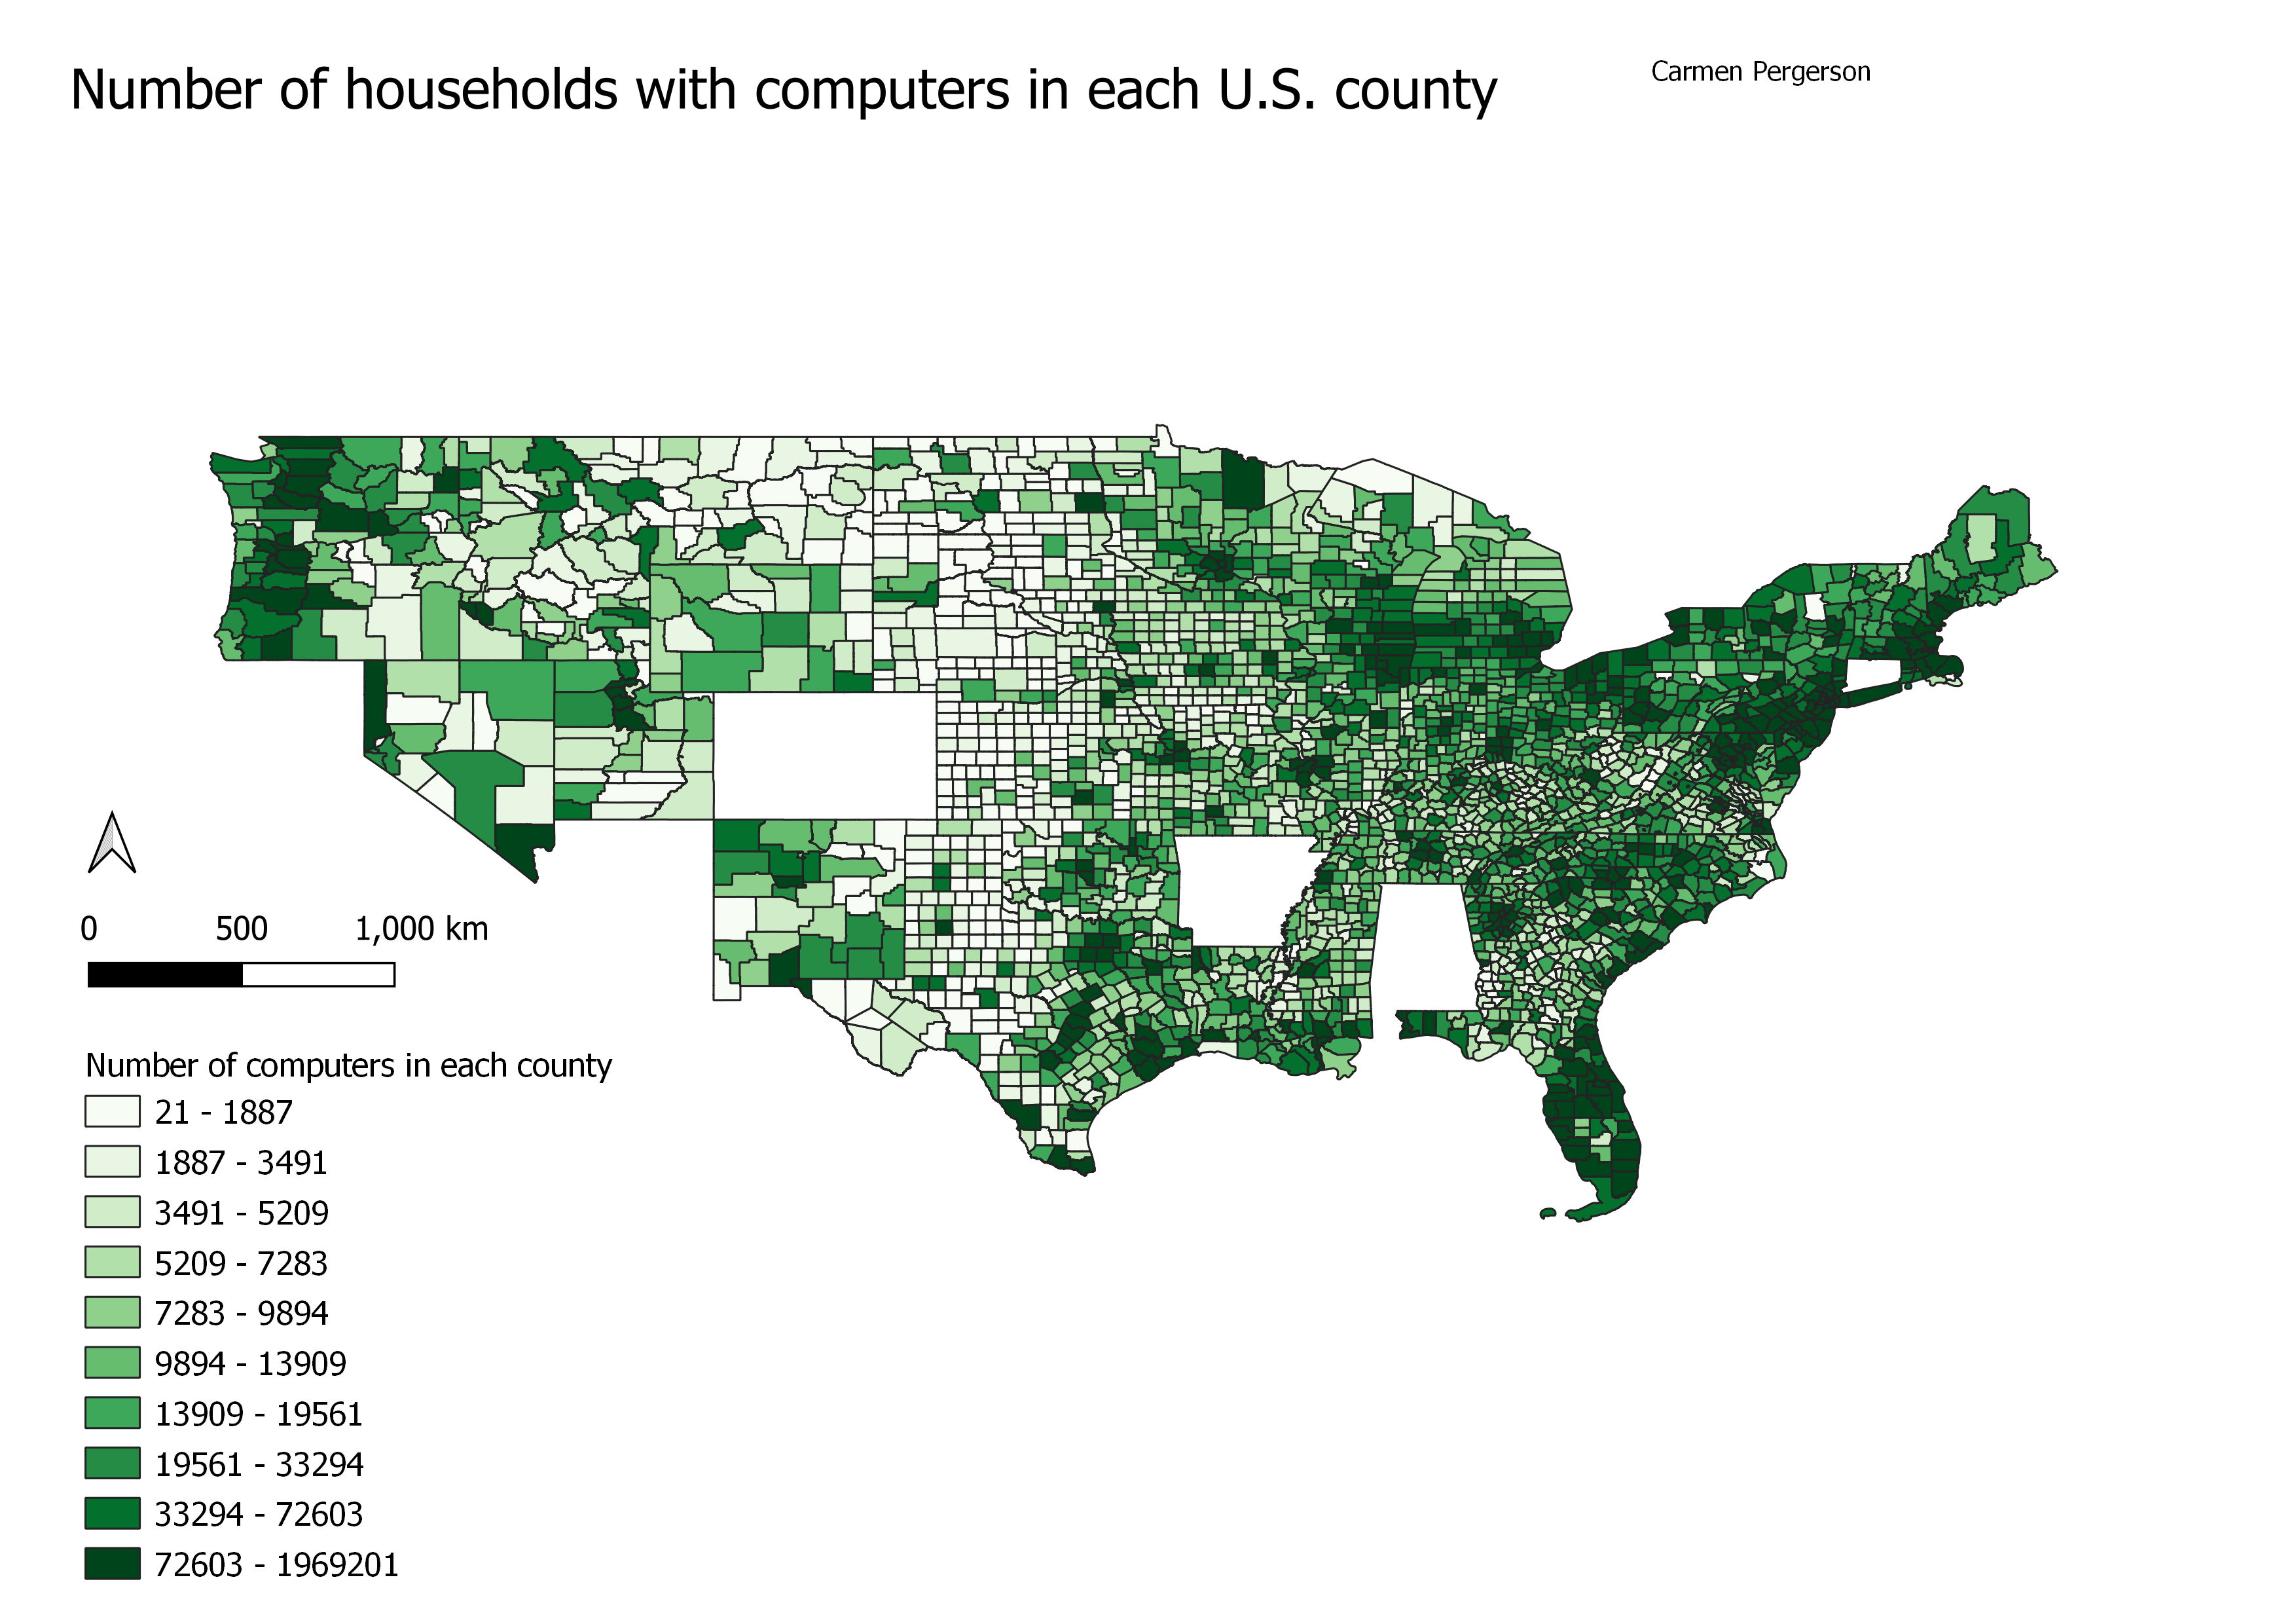 Number of households with computers in each U.S. county
Carmen Pergerson
0 500 1,000 km
Number of computers in each county
21 - 1887
1887 - 3491
3491 - 5209
5209 - 7283
7283 - 9894
9894 - 13909
13909 - 19561
19561 - 33294
33294 - 72603
72603 - 1969201